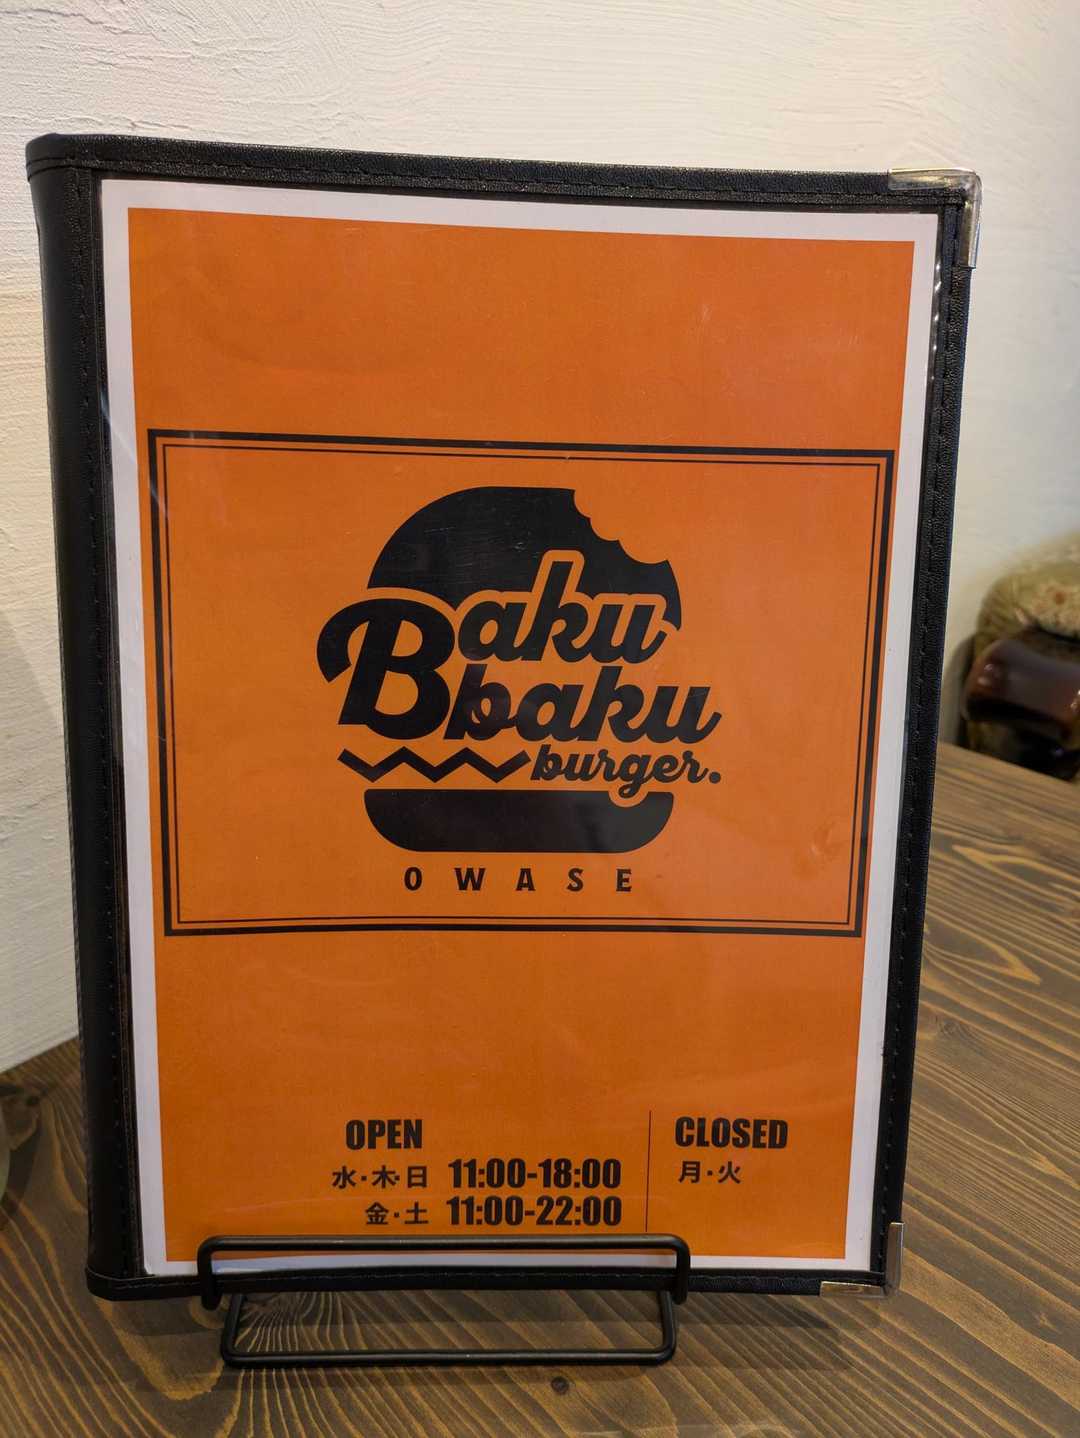 Baku
baku
burger.
OWASE
OPEN
水・木・日 11:00-18:00
金・土 11:00-22:00
CLOSED
月・火